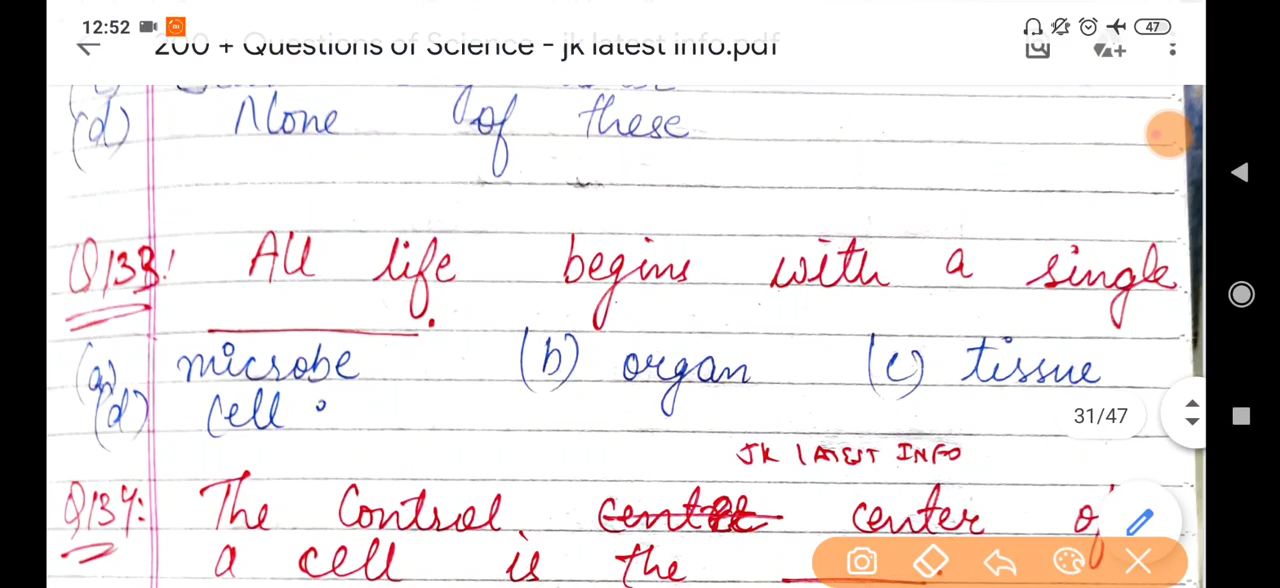 12:52
47
200 + Questions of Science - jk latest info.pdf
(d) None of these
Q133! All life begins with a single
.
(a) microbe (b) organ (c) tissue
(d) cell
31/47
JK LATEST INFO
Q134: The Control center of
a cell is the